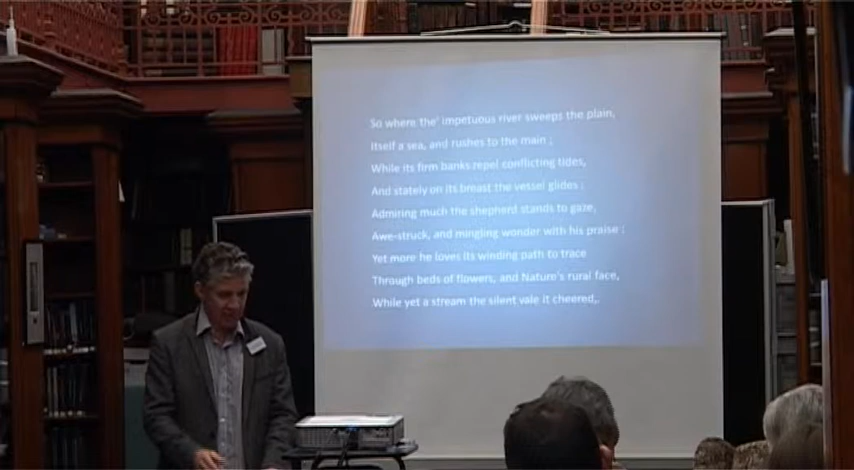 So where the' impetuous river sweeps the plain,
Itself a sea, and rushes to the main ;
While its firm banks repel conflicting tides,
And stately on its breast the vessel glides ;
Admiring much the shepherd stands to gaze,
Awe-struck, and mingling wonder with his praise ;
Yet more he loves its winding path to trace
Through beds of flowers, and Nature's rural face,
While yet a stream the silent vale it cheered,.